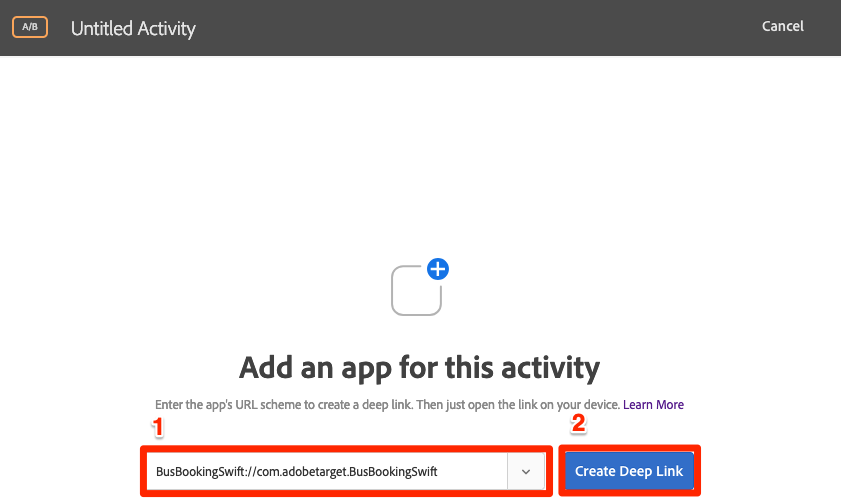 A/B
Untitled Activity
Cancel
Add an app for this activity
Enter the app's URL scheme to create a deep link. Then just open the link on your device. Learn More
1
2
BusBookingSwift://com.adobetarget.BusBookingSwift
Create Deep Link